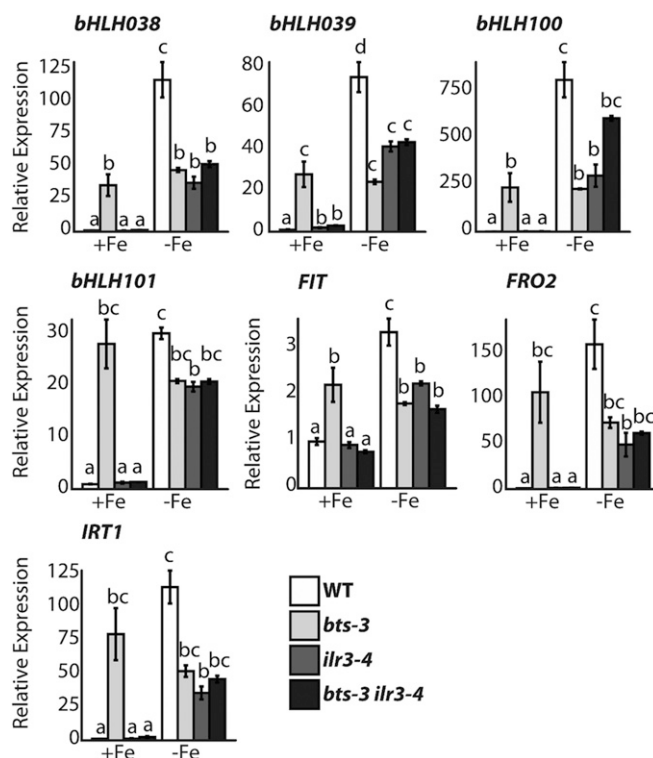 bHLH038
bHLH039
bHLH100
Relative Expression
125
100
75
50
25
0
a
b
a
a
c
b
b
b
+Fe
-Fe
80
60
40
20
0
a
c
b
b
d
c
c
c
+Fe
-Fe
750
500
250
0
a
b
a
a
c
b
b
bc
+Fe
-Fe
bHLH101
FIT
FRO2
Relative Expression
30
20
10
0
a
bc
a
a
c
bc
b
bc
+Fe
-Fe
3
2
1
0
a
b
a
a
c
b
b
b
+Fe
-Fe
150
100
50
0
a
bc
a
a
c
bc
b
bc
+Fe
-Fe
IRT1
Relative Expression
125
100
75
50
25
0
a
bc
a
a
c
bc
b
bc
+Fe
-Fe
WT
bts-3
ilr3-4
bts-3 ilr3-4